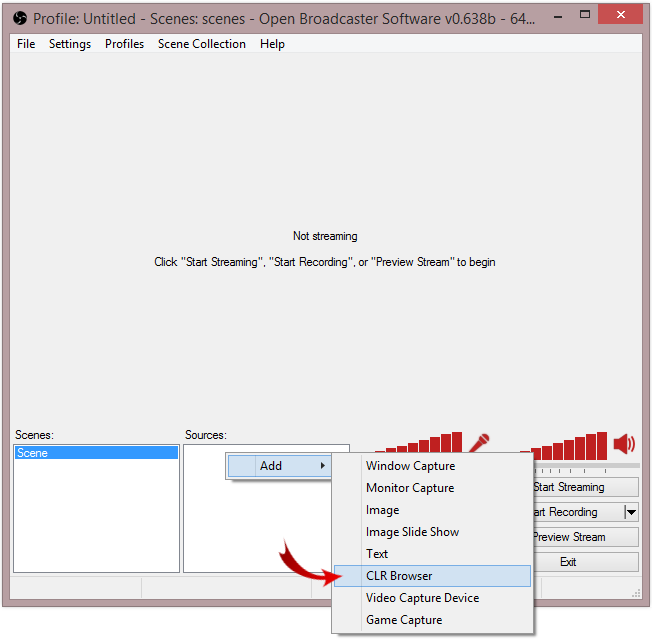 Profile: Untitled - Scenes: scenes - Open Broadcaster Software v0.638b - 64...
File Settings Profiles Scene Collection Help
Not streaming
Click "Start Streaming", "Start Recording", or "Preview Stream" to begin
Scenes:
Sources:
Scene
Add
Window Capture
Monitor Capture
Image
Image Slide Show
Text
CLR Browser
Video Capture Device
Game Capture
Start Streaming
art Recording
Preview Stream
Exit